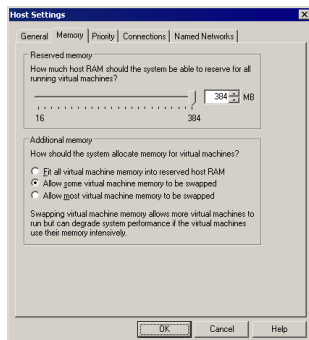 Host Settings
General Memory Priority Connections Named Networks
Reserved memory
How much host RAM should the system be able to reserve for all
running virtual machines?
384 MB
16 384
Additional memory
How should the system allocate memory for virtual machines?
Fit all virtual machine memory into reserved host RAM
Allow some virtual machine memory to be swapped
Allow most virtual machine memory to be swapped
Swapping virtual machine memory allows more virtual machines to
run but can degrade system performance if the virtual machines
use their memory intensively.
OK Cancel Help